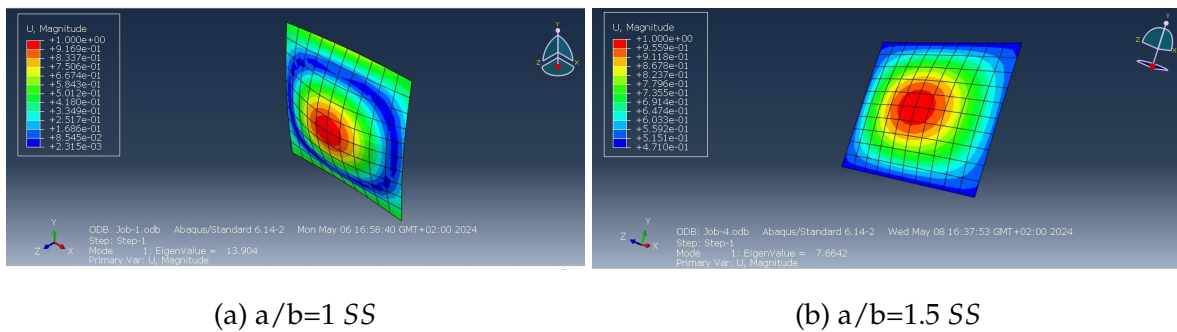 U, Magnitude
+1.000e+00
+9.169e-01
+8.337e-01
+7.506e-01
+6.674e-01
+5.843e-01
+5.012e-01
+4.180e-01
+3.349e-01
+2.517e-01
+1.686e-01
+8.545e-02
+2.315e-03
Y
Z
X
Y
Z
X
ODB: Job-1.odb Abaqus/Standard 6.14-2 Mon May 06 16:58:40 GMT+02:00 2024
Step: Step-1
Mode 1: EigenValue = 13.904
Primary Var: U, Magnitude
(a) a/b=1 SS
U, Magnitude
+1.000e+00
+9.559e-01
+9.118e-01
+8.678e-01
+8.237e-01
+7.796e-01
+7.355e-01
+6.914e-01
+6.474e-01
+6.033e-01
+5.592e-01
+5.151e-01
+4.710e-01
Y
Z
X
Y
Z
X
ODB: Job-4.odb Abaqus/Standard 6.14-2 Wed May 08 16:37:53 GMT+02:00 2024
Step: Step-1
Mode 1: EigenValue = 7.6642
Primary Var: U, Magnitude
(b) a/b=1.5 SS